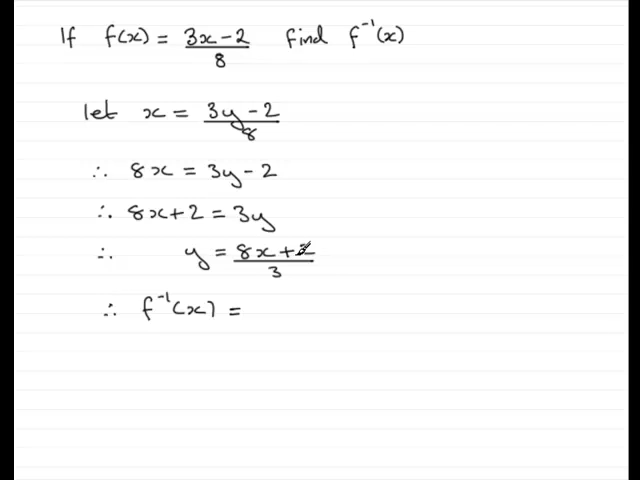 If f(x) = 3x - 2 / 8 find f⁻¹(x)
let x = 3y - 2 / 8
∴ 8x = 3y - 2
∴ 8x + 2 = 3y
∴ y = 8x + 2 / 3
∴ f⁻¹(x) =